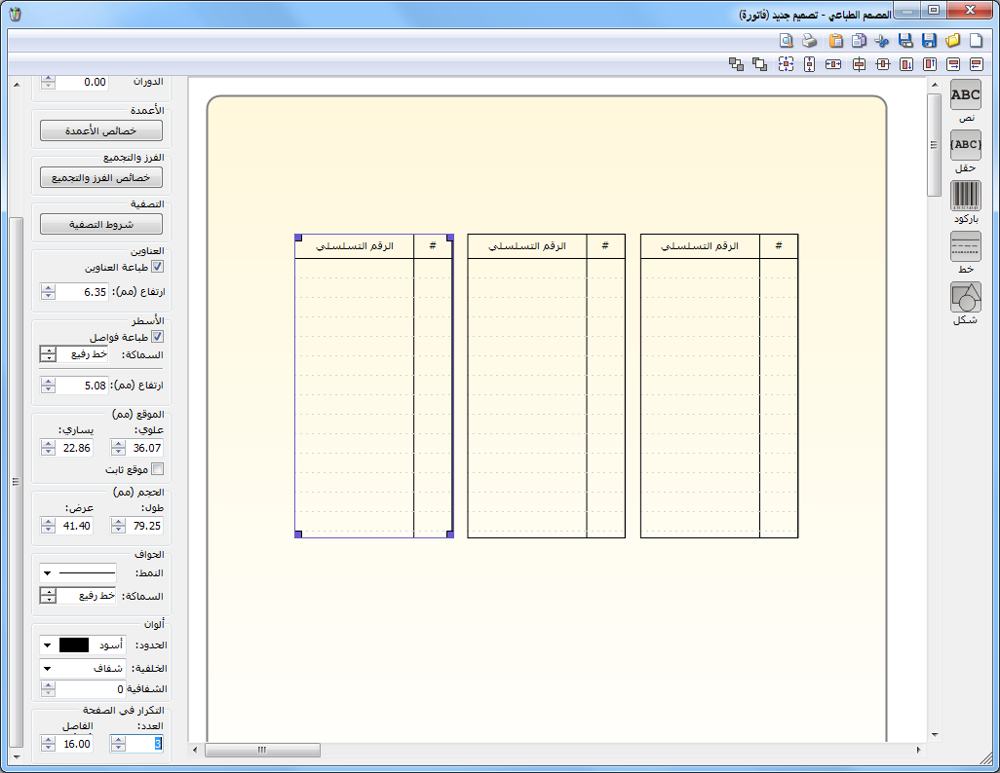 المصمم الطباعي - تصميم جديد (فاتورة)
ABC
نص
{ABC}
حقل
باركود
خط
شكل
# الرقم التسلسلي
# الرقم التسلسلي
# الرقم التسلسلي
الدوران 0.00
الأعمدة
خصائص الأعمدة
الفرز والتجميع
خصائص الفرز والتجميع
التصفية
شروط التصفية
العناوين
طباعة العناوين
ارتفاع (مم): 6.35
الأسطر
طباعة فواصل
السماكة: خط رفيع
ارتفاع (مم): 5.08
الموقع (مم)
علوي: يساري:
36.07 22.86
موقع ثابت
الحجم (مم)
طول: عرض:
79.25 41.40
الحواف
النمط:
السماكة: خط رفيع
ألوان
الحدود: أسود
الخلفية: شفاف
الشفافية 0
التكرار في الصفحة
العدد: الفاصل
3 16.00